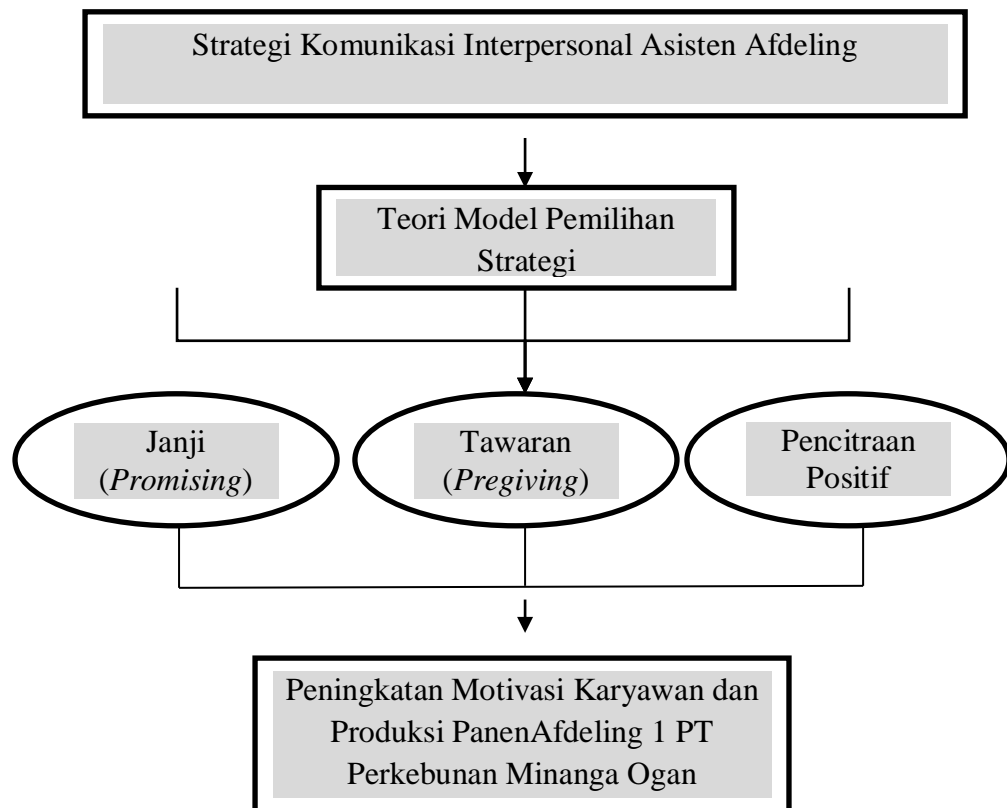 Strategi Komunikasi Interpersonal Asisten Afdeling
Teori Model Pemilihan
Strategi
Janji
(Promising)
Tawaran
(Pregiving)
Pencitraan
Positif
Peningkatan Motivasi Karyawan dan
Produksi PanenAfdeling 1 PT
Perkebunan Minanga Ogan